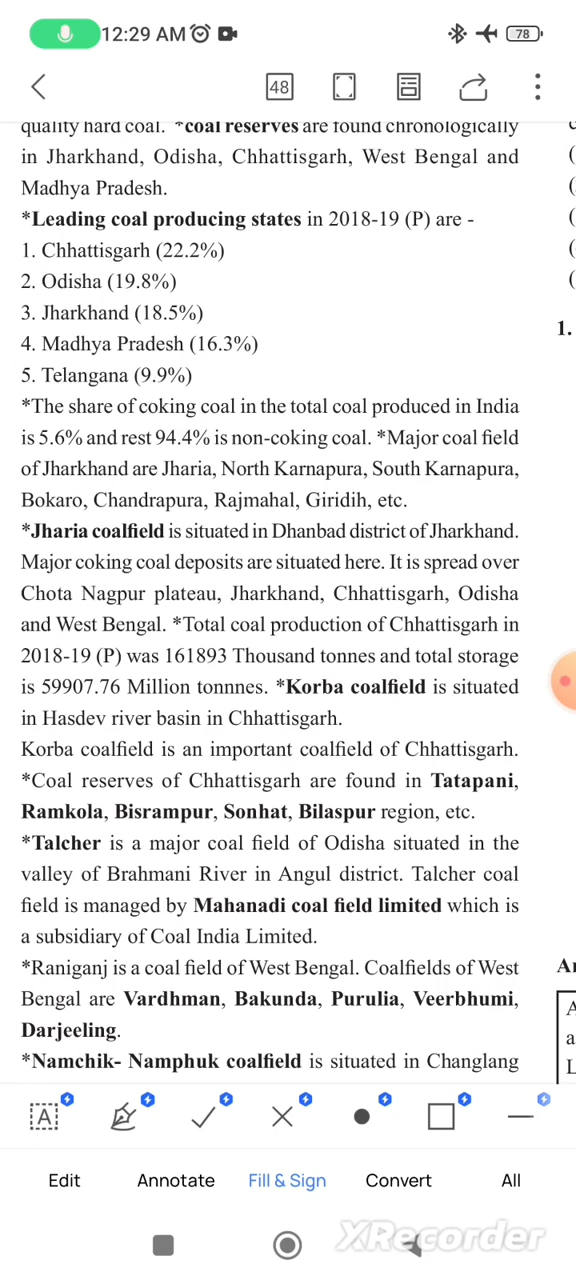 12:29 AM
78
48
quality hard coal. *coal reserves are found chronologically
in Jharkhand, Odisha, Chhattisgarh, West Bengal and
Madhya Pradesh.
*Leading coal producing states in 2018-19 (P) are -
1. Chhattisgarh (22.2%)
2. Odisha (19.8%)
3. Jharkhand (18.5%)
4. Madhya Pradesh (16.3%)
5. Telangana (9.9%)
*The share of coking coal in the total coal produced in India
is 5.6% and rest 94.4% is non-coking coal. *Major coal field
of Jharkhand are Jharia, North Karnapura, South Karnapura,
Bokaro, Chandrapura, Rajmahal, Giridih, etc.
*Jharia coalfield is situated in Dhanbad district of Jharkhand.
Major coking coal deposits are situated here. It is spread over
Chota Nagpur plateau, Jharkhand, Chhattisgarh, Odisha
and West Bengal. *Total coal production of Chhattisgarh in
2018-19 (P) was 161893 Thousand tonnes and total storage
is 59907.76 Million tonnnes. *Korba coalfield is situated
in Hasdev river basin in Chhattisgarh.
Korba coalfield is an important coalfield of Chhattisgarh.
*Coal reserves of Chhattisgarh are found in Tatapani,
Ramkola, Bisrampur, Sonhat, Bilaspur region, etc.
*Talcher is a major coal field of Odisha situated in the
valley of Brahmani River in Angul district. Talcher coal
field is managed by Mahanadi coal field limited which is
a subsidiary of Coal India Limited.
*Raniganj is a coal field of West Bengal. Coalfields of West
Bengal are Vardhman, Bakunda, Purulia, Veerbhumi,
Darjeeling.
*Namchik- Namphuk coalfield is situated in Changlang
1.
A
Edit Annotate Fill & Sign Convert All
XRecorder